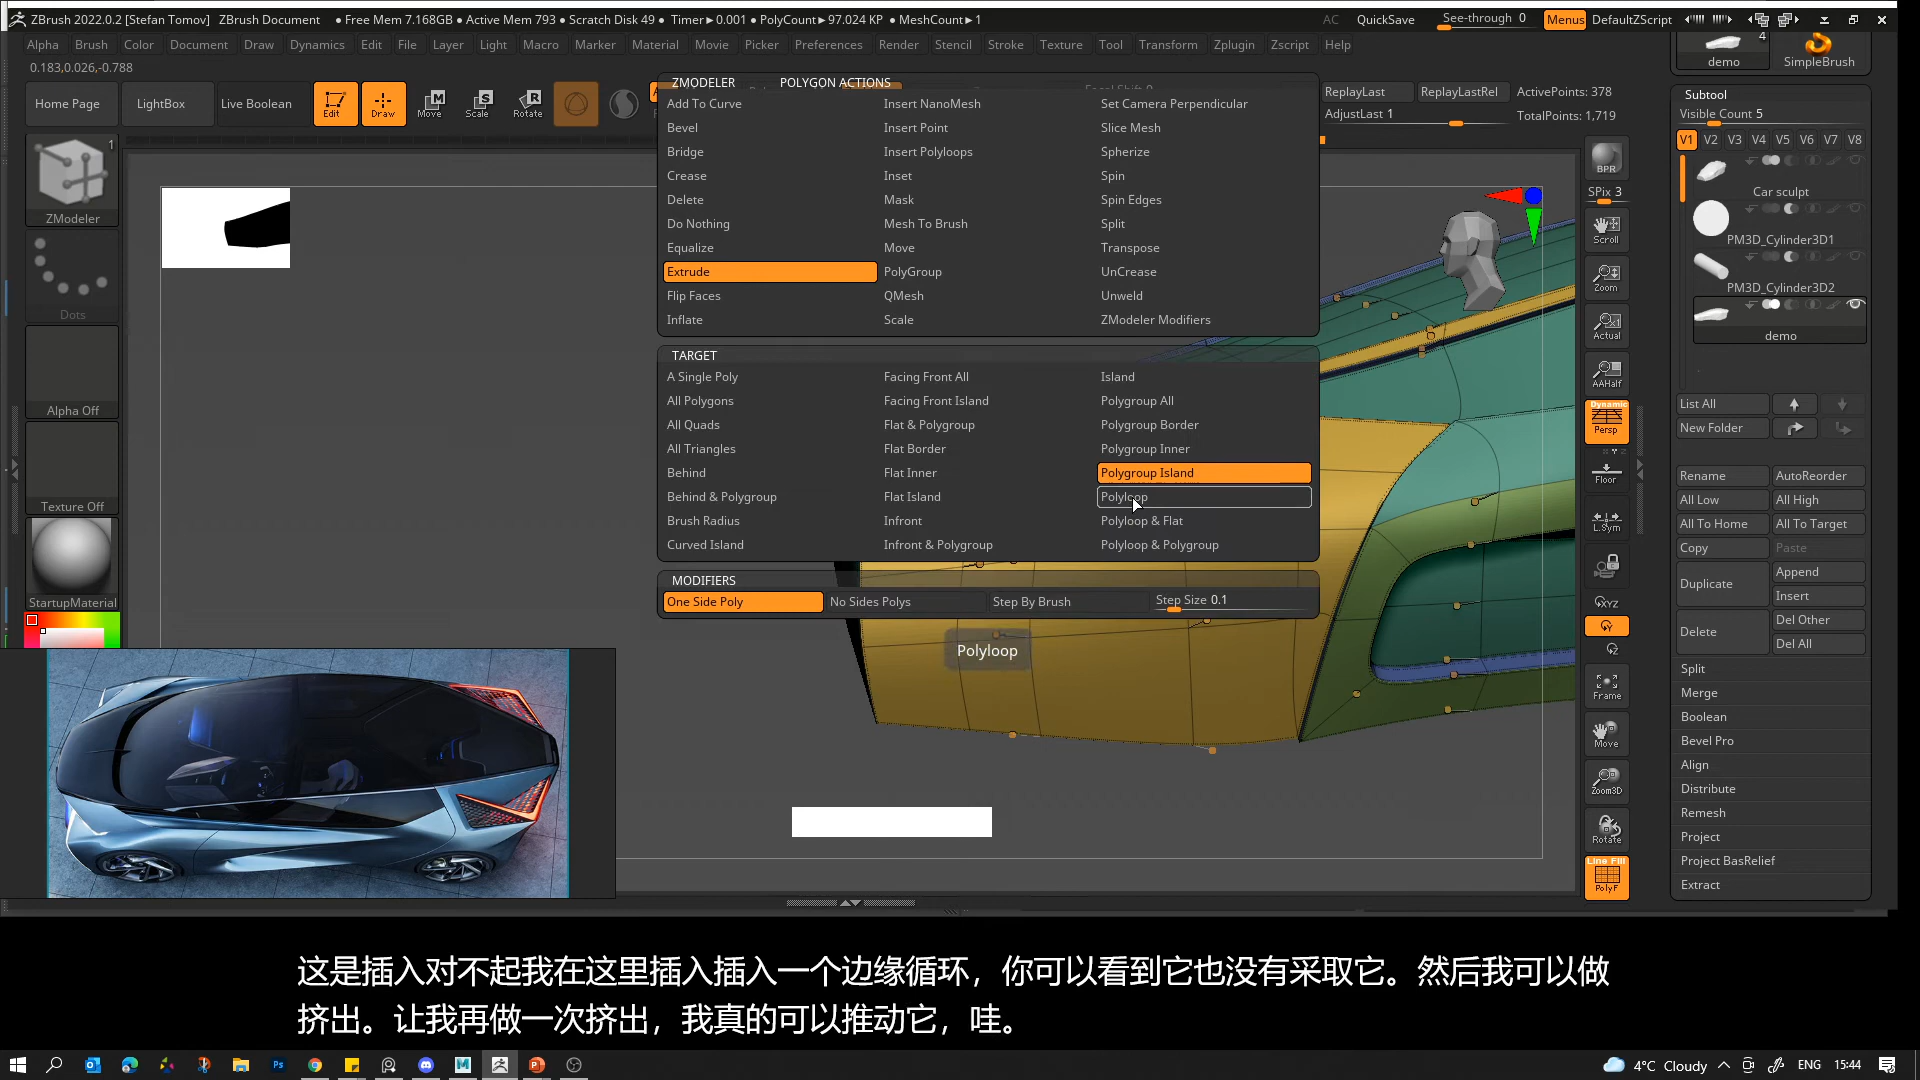 ZBrush 2022.0.2 [Stefan Tomov] ZBrush Document • Free Mem 7.168GB • Active Mem 793 • Scratch Disk 49 • Timer▸0.001 • PolyCount▸97.024 KP • MeshCount▸1 AC QuickSave See-through 0 Menus DefaultZScript
Alpha Brush Color Document Draw Dynamics Edit File Layer Light Macro Marker Material Movie Picker Preferences Render Stencil Stroke Texture Tool Transform Zplugin Zscript Help
0.183,0.026,-0.788
Home Page LightBox Live Boolean Edit Draw Move Scale Rotate
ReplayLast ReplayLastRel ActivePoints: 378
AdjustLast 1 TotalPoints: 1,719
1
ZModeler
Dots
Alpha Off
Texture Off
StartupMaterial
ZMODELER POLYGON ACTIONS
Add To Curve Insert NanoMesh Set Camera Perpendicular
Bevel Insert Point Slice Mesh
Bridge Insert Polyloops Spherize
Crease Inset Spin
Delete Mask Spin Edges
Do Nothing Mesh To Brush Split
Equalize Move Transpose
Extrude PolyGroup UnCrease
Flip Faces QMesh Unweld
Inflate Scale ZModeler Modifiers
TARGET
A Single Poly Facing Front All Island
All Polygons Facing Front Island Polygroup All
All Quads Flat & Polygroup Polygroup Border
All Triangles Flat Border Polygroup Inner
Behind Flat Inner Polygroup Island
Behind & Polygroup Flat Island Polyloop
Brush Radius Infront Polyloop & Flat
Curved Island Infront & Polygroup Polyloop & Polygroup
MODIFIERS
One Side Poly No Sides Polys Step By Brush Step Size 0.1
Polyloop
BPR
SPix 3
Scroll
Zoom
Actual
AAHalf
Dynamic
Persp
Floor
L.Sym
XYZ
Y
Z
Frame
Move
Zoom3D
Rotate
Line Fill
PolyF
4
demo SimpleBrush
Subtool
Visible Count 5
V1 V2 V3 V4 V5 V6 V7 V8
Car sculpt
PM3D_Cylinder3D1
PM3D_Cylinder3D2
demo
List All
New Folder
Rename AutoReorder
All Low All High
All To Home All To Target
Copy Paste
Duplicate Append
Insert
Delete Del Other
Del All
Split
Merge
Boolean
Bevel Pro
Align
Distribute
Remesh
Project
Project BasRelief
Extract
这是插入对不起我在这里插入插入一个边缘循环，你可以看到它也没有采取它。然后我可以做
挤出。让我再做一次挤出，我真的可以推动它，哇。
4°C Cloudy ENG 15:44